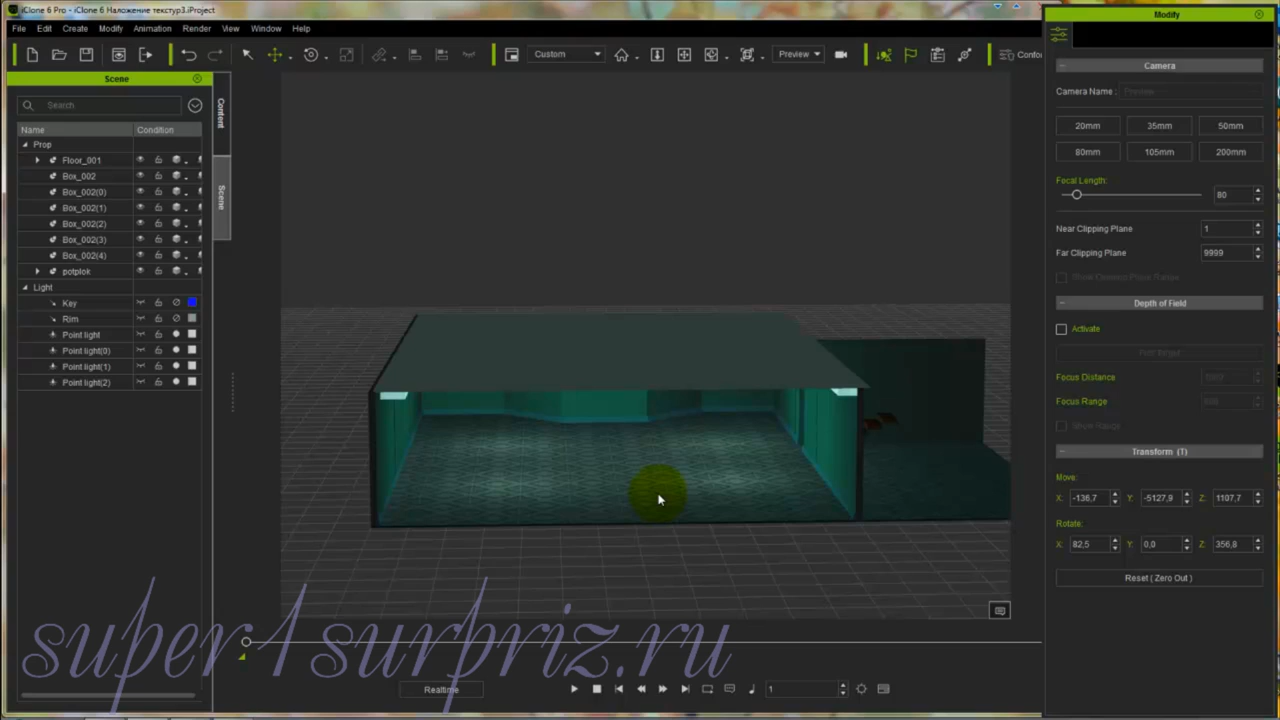 iClone 6 Pro - iClone 6 Наложение текстур3.iProject
File Edit Create Modify Animation Render View Window Help
Custom
Preview
Confor
Scene
Search
Content
Scene
Name Condition
Prop
Floor_001
Box_002
Box_002(0)
Box_002(1)
Box_002(2)
Box_002(3)
Box_002(4)
potplok
Light
Key
Rim
Point light
Point light(0)
Point light(1)
Point light(2)
Modify
Camera
Camera Name : Preview
20mm 35mm 50mm
80mm 105mm 200mm
Focal Length:
80
Near Clipping Plane 1
Far Clipping Plane 9999
Depth of Field
Activate
Focus Distance
Focus Range
Show Range
Transform (T)
Move:
X: -136,7 Y: -5127,9 Z: 1107,7
Rotate:
X: 82,5 Y: 0,0 Z: 356,8
Reset ( Zero Out )
Realtime
1
super1surpriz.ru